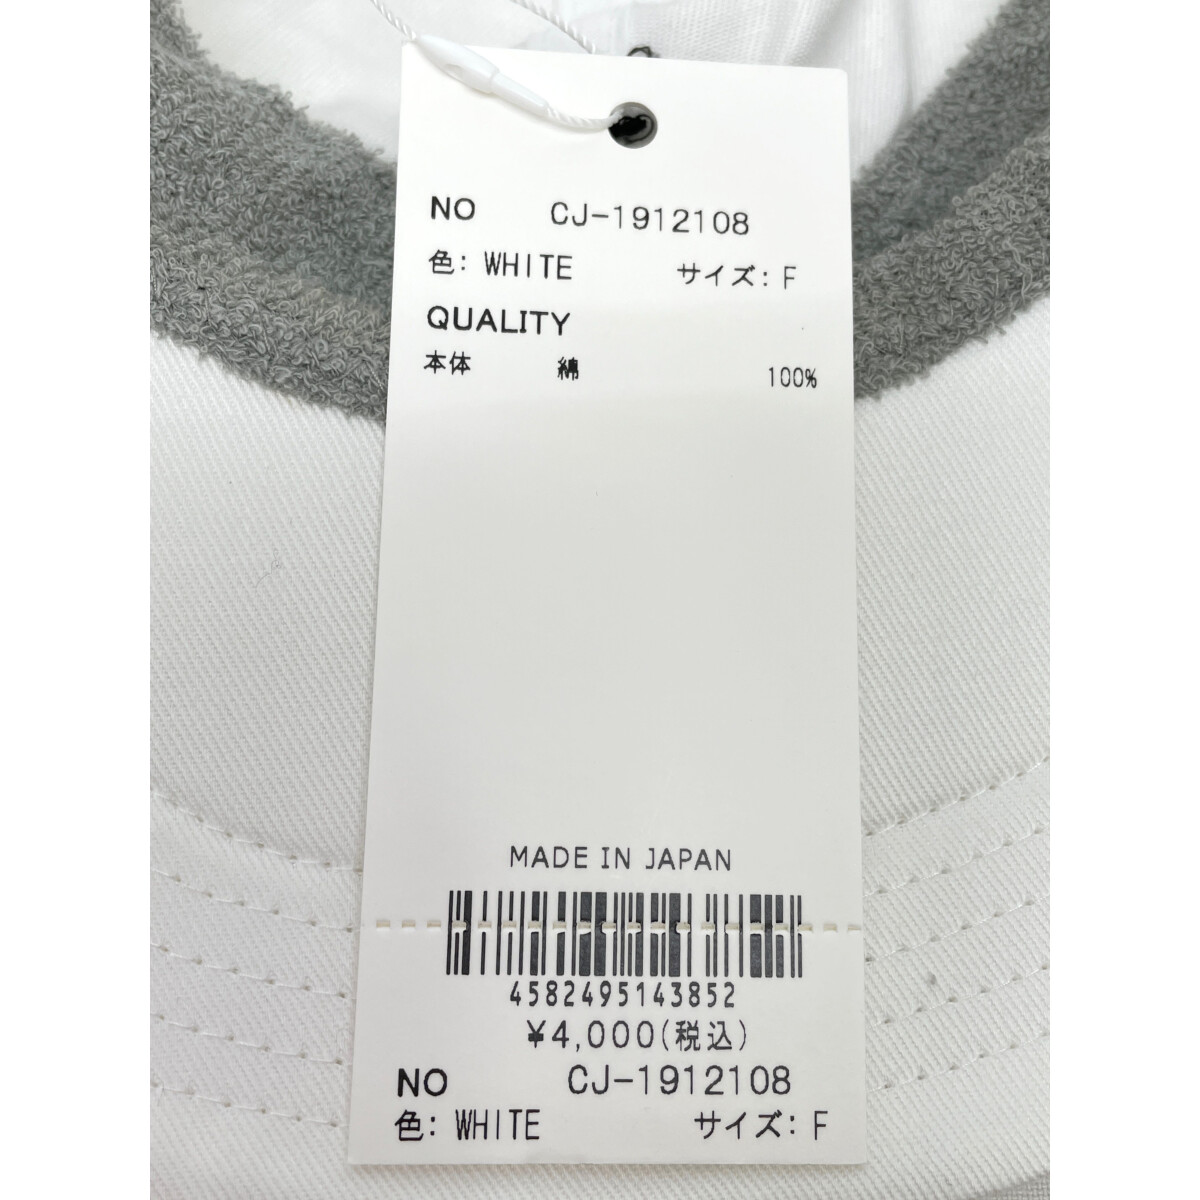 NO CJ-1912108
色: WHITE サイズ: F
QUALITY
本体 綿 100%
MADE IN JAPAN
4582495143852
¥4,000(税込)
NO CJ-1912108
色: WHITE サイズ: F